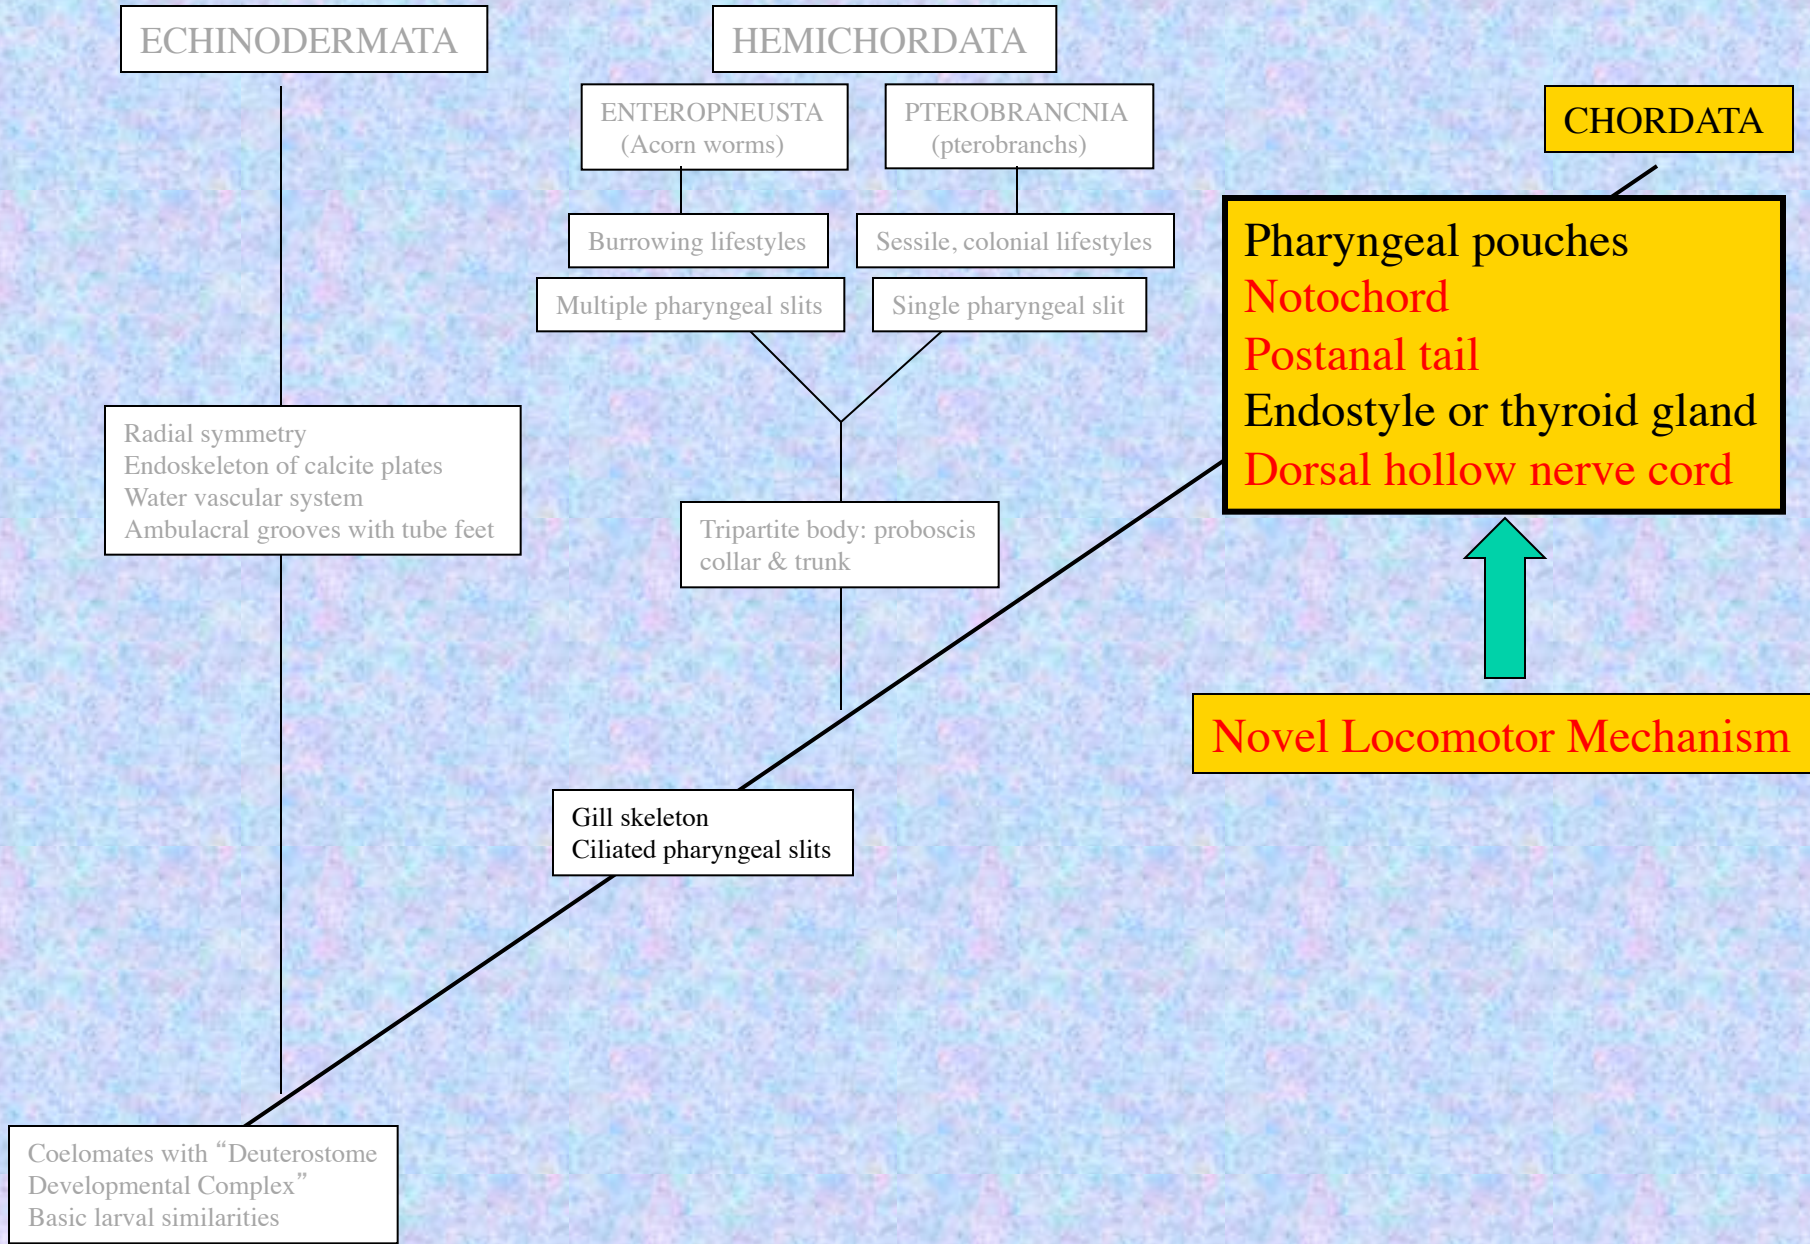 ECHINODERMATA
HEMICHORDATA
ENTEROPNEUSTA
(Acorn worms)
PTEROBRANCNIA
(pterobranchs)
CHORDATA
Burrowing lifestyles
Sessile, colonial lifestyles
Multiple pharyngeal slits
Single pharyngeal slit
Pharyngeal pouches
Notochord
Postanal tail
Endostyle or thyroid gland
Dorsal hollow nerve cord
Radial symmetry
Endoskeleton of calcite plates
Water vascular system
Ambulacral grooves with tube feet
Tripartite body: proboscis
collar & trunk
Novel Locomotor Mechanism
Gill skeleton
Ciliated pharyngeal slits
Coelomates with “Deuterostome
Developmental Complex”
Basic larval similarities